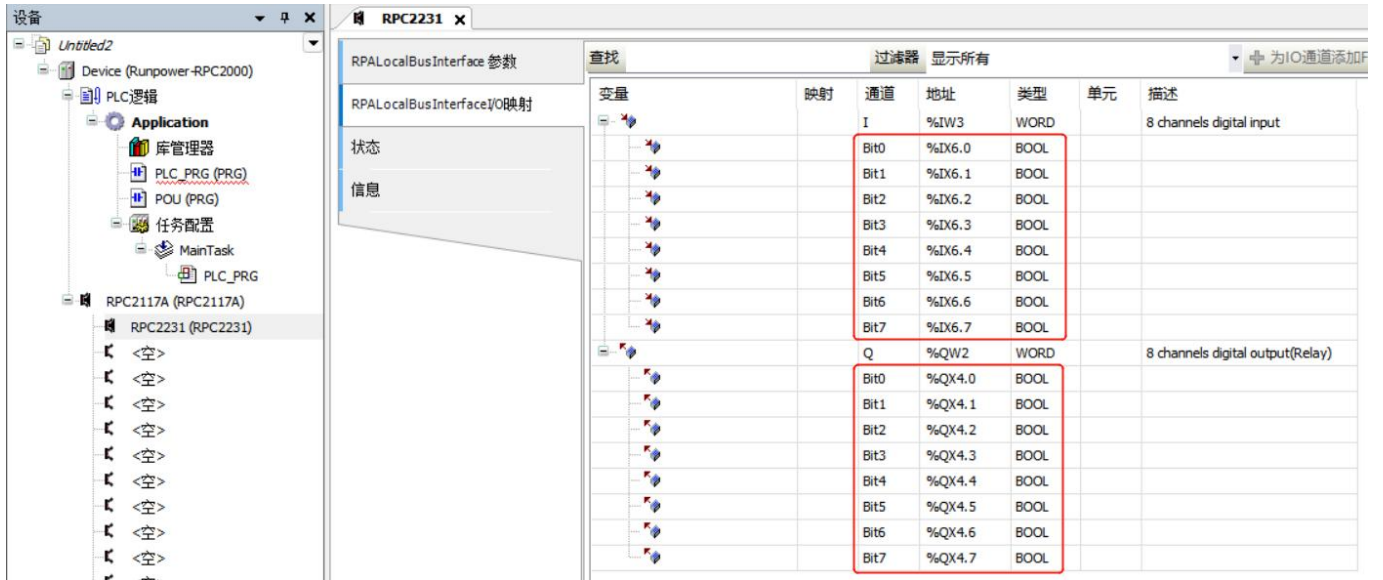 设备
Untitled2
Device (Runpower-RPC2000)
PLC逻辑
Application
库管理器
PLC_PRG (PRG)
POU (PRG)
任务配置
MainTask
PLC_PRG
RPC2117A (RPC2117A)
RPC2231 (RPC2231)
<空>
<空>
<空>
<空>
<空>
<空>
<空>
<空>
<空>
RPC2231
RPALocalBusInterface 参数
RPALocalBusInterfaceI/O映射
状态
信息
查找 过滤器 显示所有 为IO通道添加F
变量 映射 通道 地址 类型 单元 描述
I %IW3 WORD 8 channels digital input
Bit0 %IX6.0 BOOL
Bit1 %IX6.1 BOOL
Bit2 %IX6.2 BOOL
Bit3 %IX6.3 BOOL
Bit4 %IX6.4 BOOL
Bit5 %IX6.5 BOOL
Bit6 %IX6.6 BOOL
Bit7 %IX6.7 BOOL
Q %QW2 WORD 8 channels digital output(Relay)
Bit0 %QX4.0 BOOL
Bit1 %QX4.1 BOOL
Bit2 %QX4.2 BOOL
Bit3 %QX4.3 BOOL
Bit4 %QX4.4 BOOL
Bit5 %QX4.5 BOOL
Bit6 %QX4.6 BOOL
Bit7 %QX4.7 BOOL